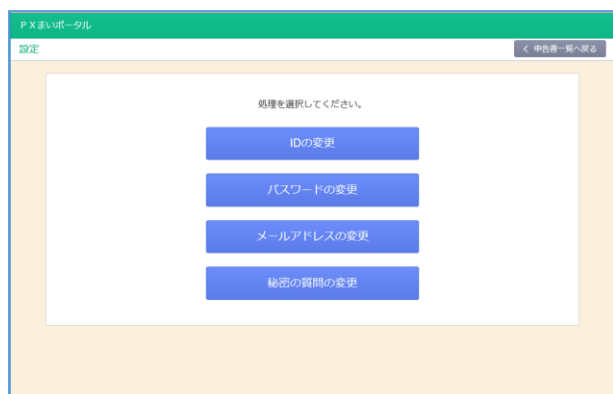 ＰＸまいポータル
設定
く 申告書一覧へ戻る
処理を選択してください。
IDの変更
パスワードの変更
メールアドレスの変更
秘密の質問の変更